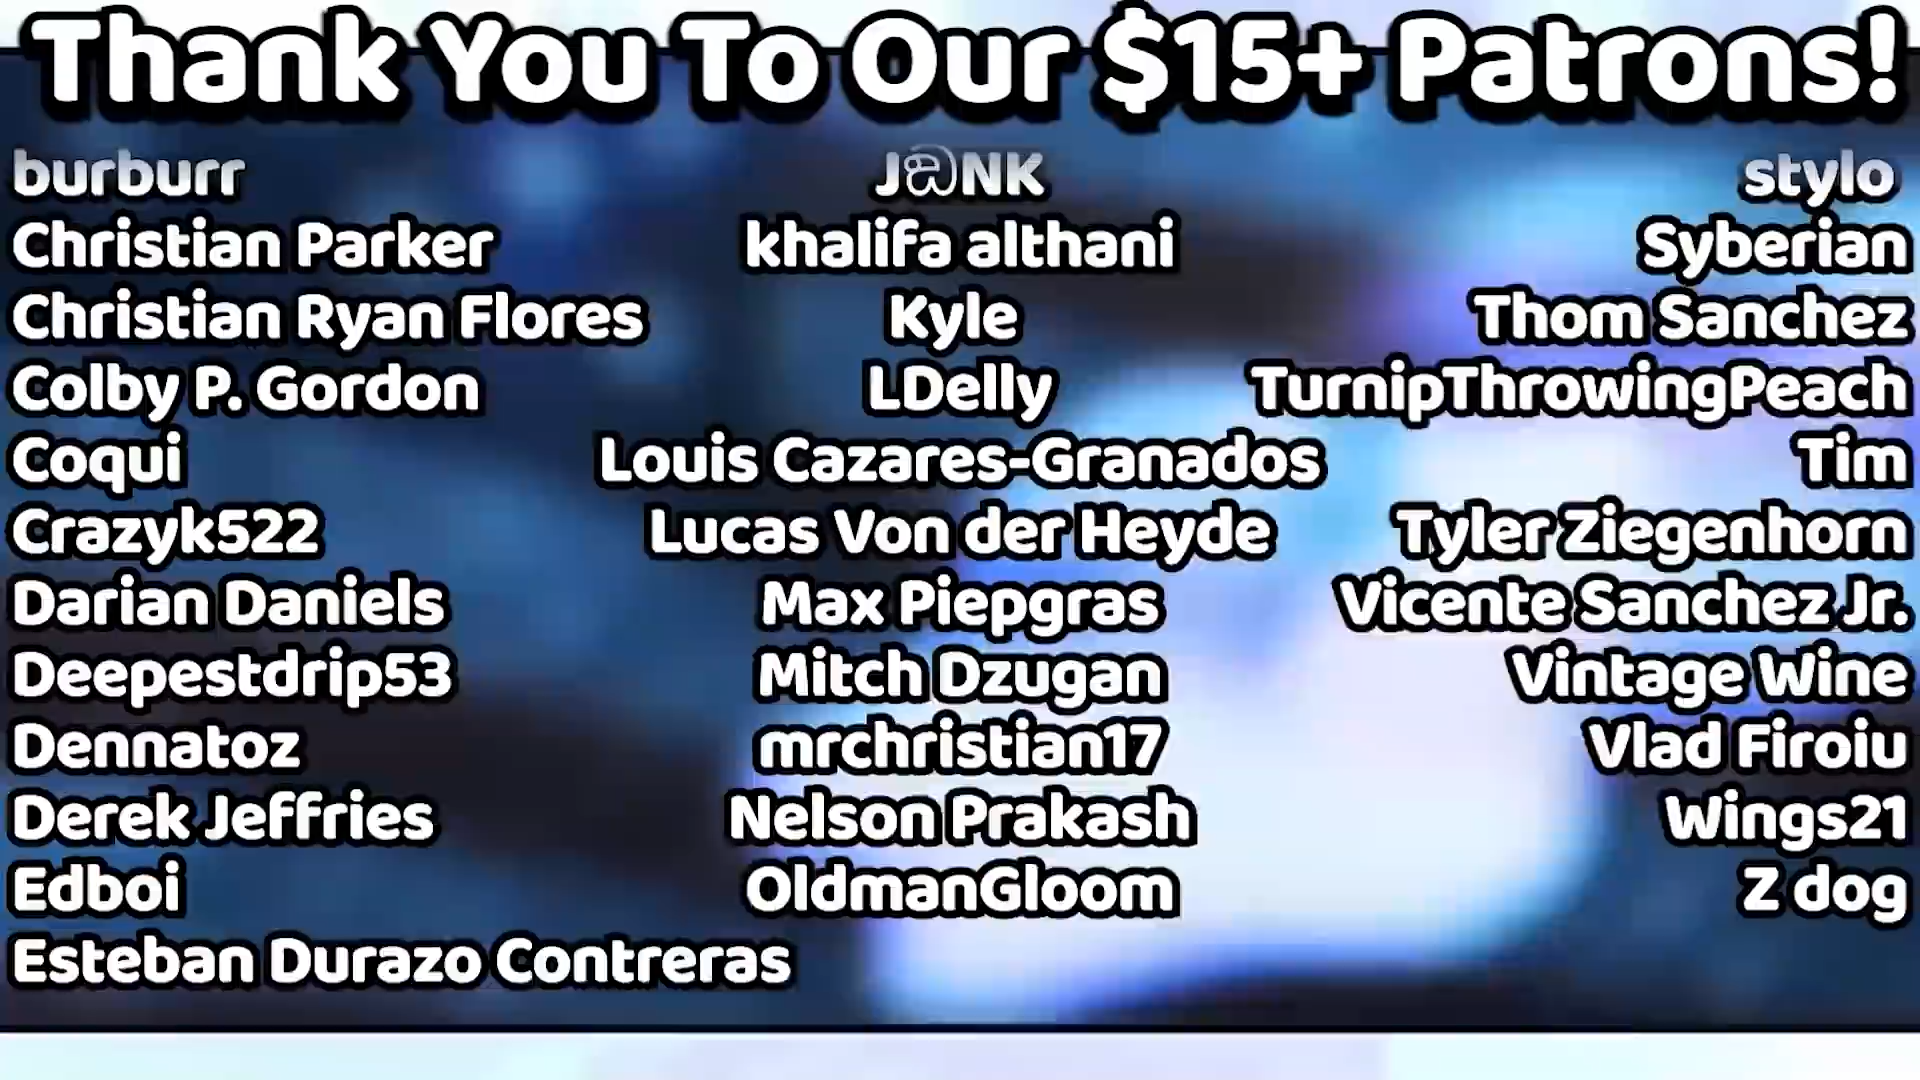 Thank You To Our $15+ Patrons!
burburr
Christian Parker
Christian Ryan Flores
Colby P. Gordon
Coqui
Crazyk522
Darian Daniels
Deepestdrip53
Dennatoz
Derek Jeffries
Edboi
Esteban Durazo Contreras
JඞNK
khalifa althani
Kyle
LDelly
Louis Cazares-Granados
Lucas Von der Heyde
Max Piepgras
Mitch Dzugan
mrchristian17
Nelson Prakash
OldmanGloom
stylo
Syberian
Thom Sanchez
TurnipThrowingPeach
Tim
Tyler Ziegenhorn
Vicente Sanchez Jr.
Vintage Wine
Vlad Firoiu
Wings21
Z dog